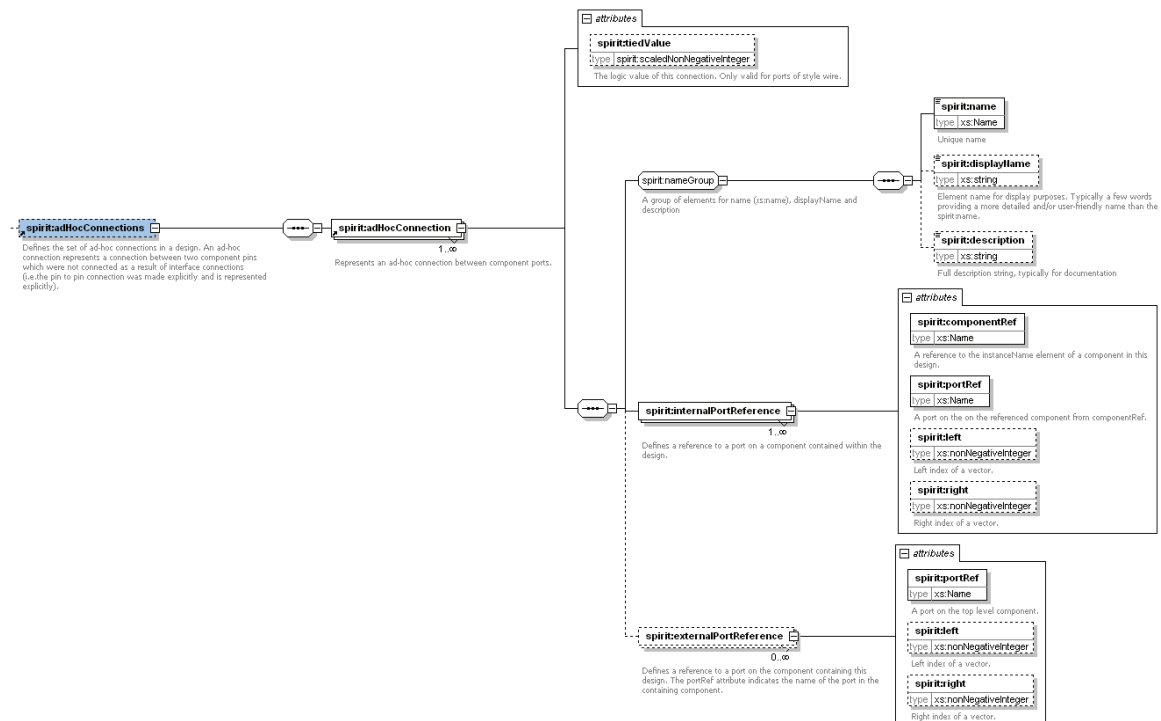 attributes
spirit:tiedValue
type spirit:scaledNonNegativeInteger
The logic value of this connection. Only valid for ports of style wire.
spirit:adHocConnections
Defines the set of ad-hoc connections in a design. An ad-hoc
connection represents a connection between two component pins
which were not connected as a result of interface connections
(i.e.the pin to pin connection was made explicitly and is represented
explicitly).
spirit:adHocConnection
1..∞
Represents an ad-hoc connection between component ports.
spirit:nameGroup
A group of elements for name (xs:name), displayName and
description
spirit:name
type xs:Name
Unique name
spirit:displayName
type xs:string
Element name for display purposes. Typically a few words
providing a more detailed and/or user-friendly name than the
spirit:name.
spirit:description
type xs:string
Full description string, typically for documentation
spirit:internalPortReference
1..∞
Defines a reference to a port on a component contained within the
design.
attributes
spirit:componentRef
type xs:Name
A reference to the instanceName element of a component in this
design.
spirit:portRef
type xs:Name
A port on the on the referenced component from componentRef.
spirit:left
type xs:nonNegativeInteger
Left index of a vector.
spirit:right
type xs:nonNegativeInteger
Right index of a vector.
spirit:externalPortReference
0..∞
Defines a reference to a port on the component containing this
design. The portRef attribute indicates the name of the port in the
containing component.
attributes
spirit:portRef
type xs:Name
A port on the top level component.
spirit:left
type xs:nonNegativeInteger
Left index of a vector.
spirit:right
type xs:nonNegativeInteger
Right index of a vector.